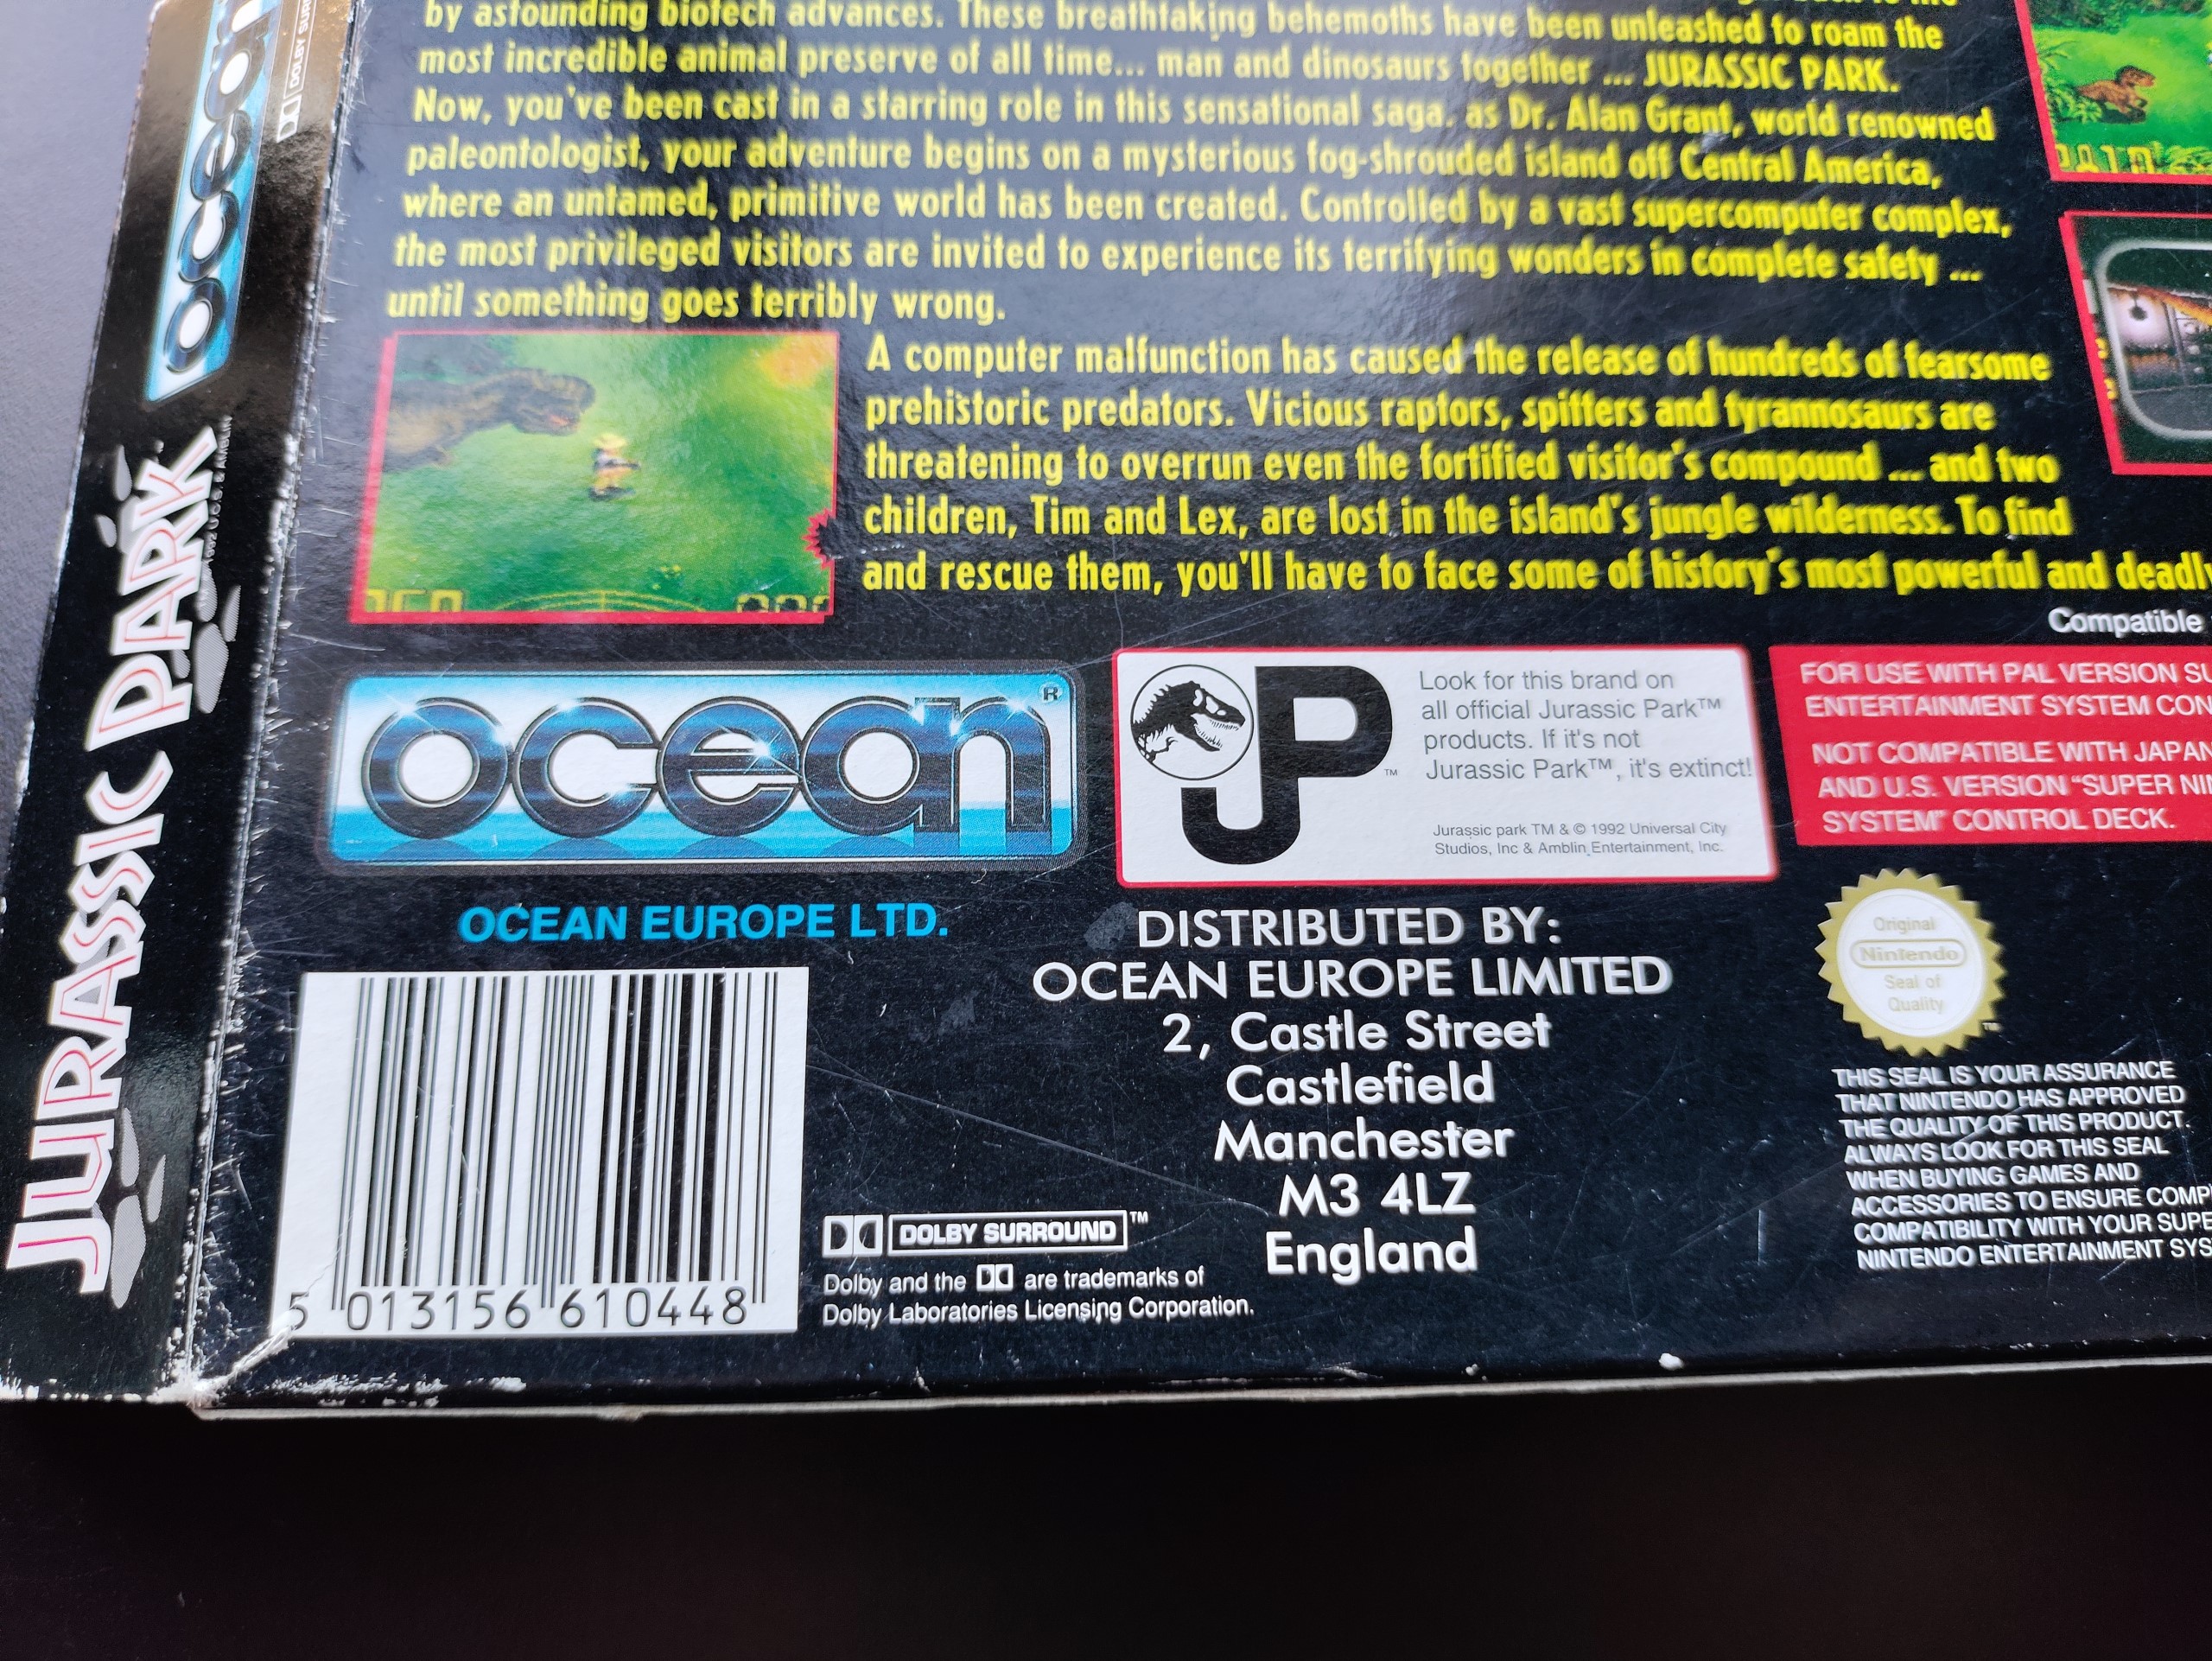 by astounding biotech advances. These breathtaking behemoths have been unleashed to roam the
most incredible animal preserve of all time... man and dinosaurs together ... JURASSIC PARK.
Now, you've been cast in a starring role in this sensational saga. as Dr. Alan Grant, world renowned
paleontologist, your adventure begins on a mysterious fog-shrouded island off Central America,
where an untamed, primitive world has been created. Controlled by a vast supercomputer complex,
the most privileged visitors are invited to experience its terrifying wonders in complete safety ...
until something goes terribly wrong.
A computer malfunction has caused the release of hundreds of fearsome
prehistoric predators. Vicious raptors, spitters and tyrannosaurs are
threatening to overrun even the fortified visitor's compound ... and two
children, Tim and Lex, are lost in the island's jungle wilderness. To find
and rescue them, you'll have to face some of history's most powerful and deadly
Compatible
ocean®
JP™
Look for this brand on
all official Jurassic Park™
products. If it's not
Jurassic Park™, it's extinct!
Jurassic park TM & © 1992 Universal City
Studios, Inc & Amblin Entertainment, Inc.
FOR USE WITH PAL VERSION SU
ENTERTAINMENT SYSTEM CON
NOT COMPATIBLE WITH JAPAN
AND U.S. VERSION "SUPER NI
SYSTEM" CONTROL DECK.
OCEAN EUROPE LTD.
DISTRIBUTED BY:
OCEAN EUROPE LIMITED
2, Castle Street
Castlefield
Manchester
M3 4LZ
England
Original
Nintendo
Seal of
Quality
THIS SEAL IS YOUR ASSURANCE
THAT NINTENDO HAS APPROVED
THE QUALITY OF THIS PRODUCT.
ALWAYS LOOK FOR THIS SEAL
WHEN BUYING GAMES AND
ACCESSORIES TO ENSURE COMP
COMPATIBILITY WITH YOUR SUPE
NINTENDO ENTERTAINMENT SYS
DOLBY SURROUND™
Dolby and the are trademarks of
Dolby Laboratories Licensing Corporation.
5 013156 610448
JURASSIC PARK
ocean
DOLBY SUR